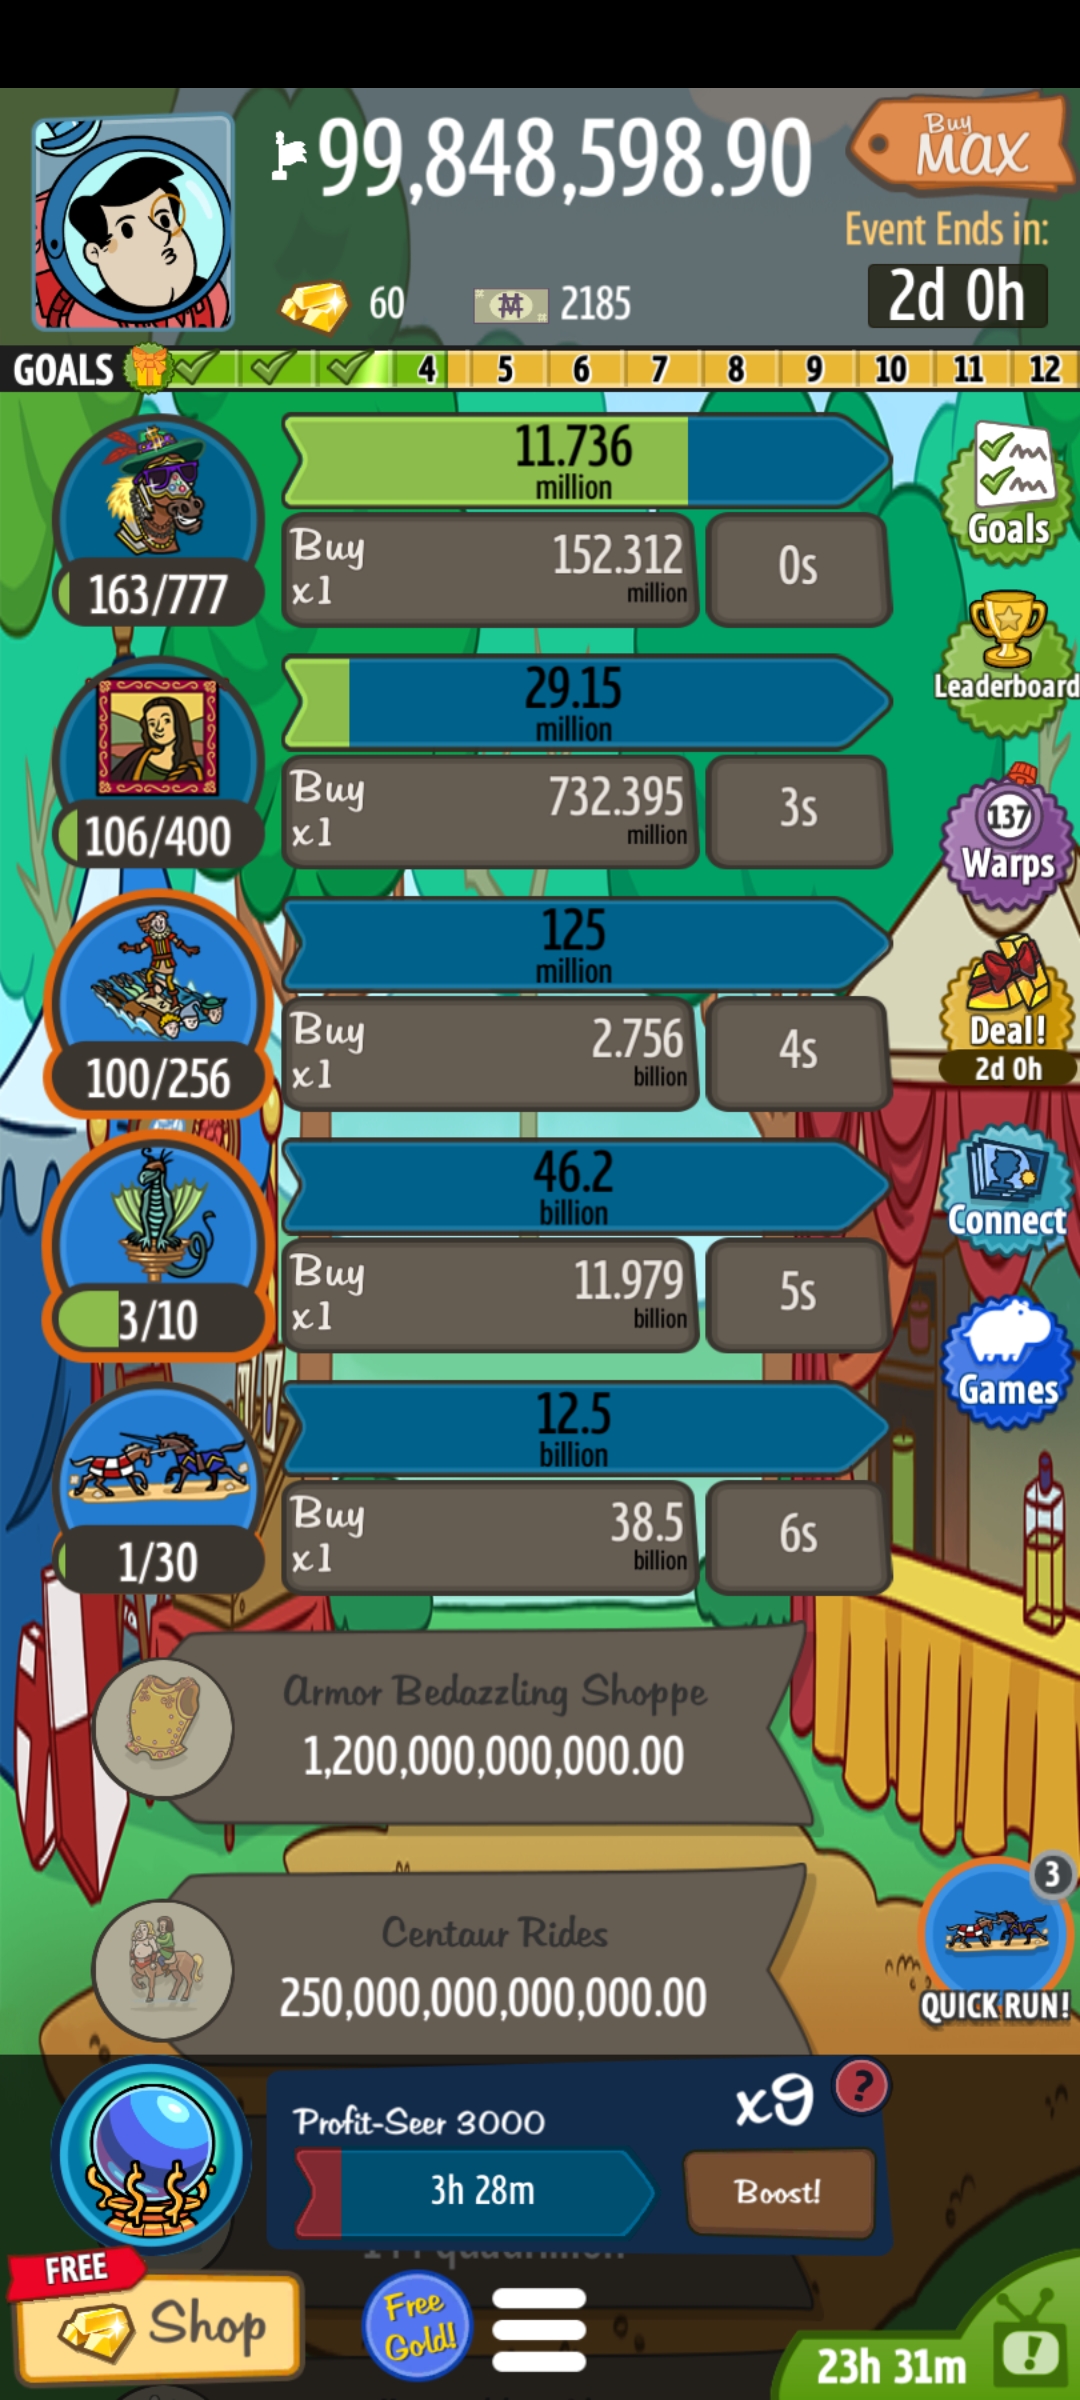 99,848,598.90
Buy
MAX
Event Ends in:
2d 0h
60
2185
GOALS
4
5
6
7
8
9
10
11
12
11.736
million
163/777
Buy
x1
152.312
million
0s
Goals
Leaderboard
29.15
million
106/400
Buy
x1
732.395
million
3s
137
Warps
125
million
100/256
Buy
x1
2.756
billion
4s
Deal!
2d 0h
46.2
billion
3/10
Buy
x1
11.979
billion
5s
Connect
Games
12.5
billion
1/30
Buy
x1
38.5
billion
6s
Armor Bedazzling Shoppe
1,200,000,000,000.00
Centaur Rides
250,000,000,000,000.00
3
QUICK RUN!
Profit-Seer 3000
x9
?
3h 28m
Boost!
FREE
Shop
Free
Gold!
23h 31m
!